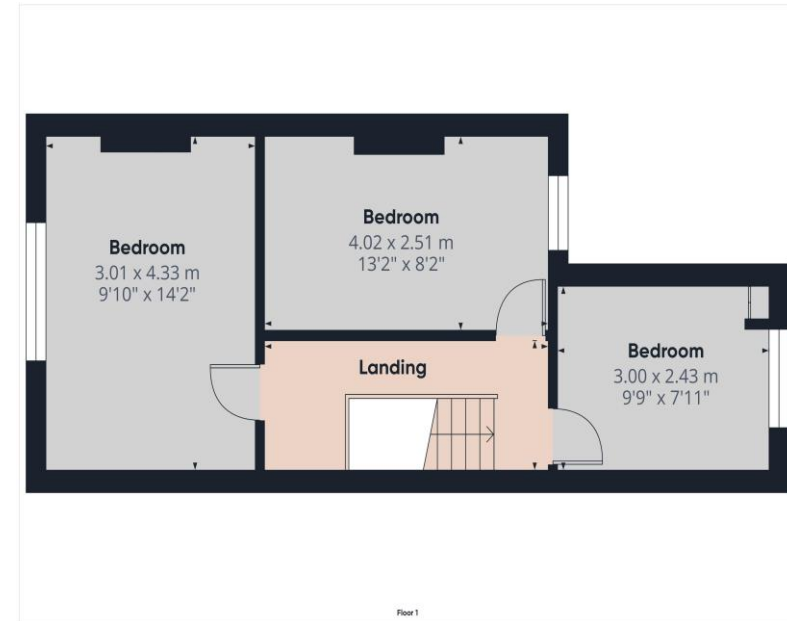 Bedroom
3.01 x 4.33 m
9'10" x 14'2"
Bedroom
4.02 x 2.51 m
13'2" x 8'2"
Landing
Bedroom
3.00 x 2.43 m
9'9" x 7'11"
Floor 1